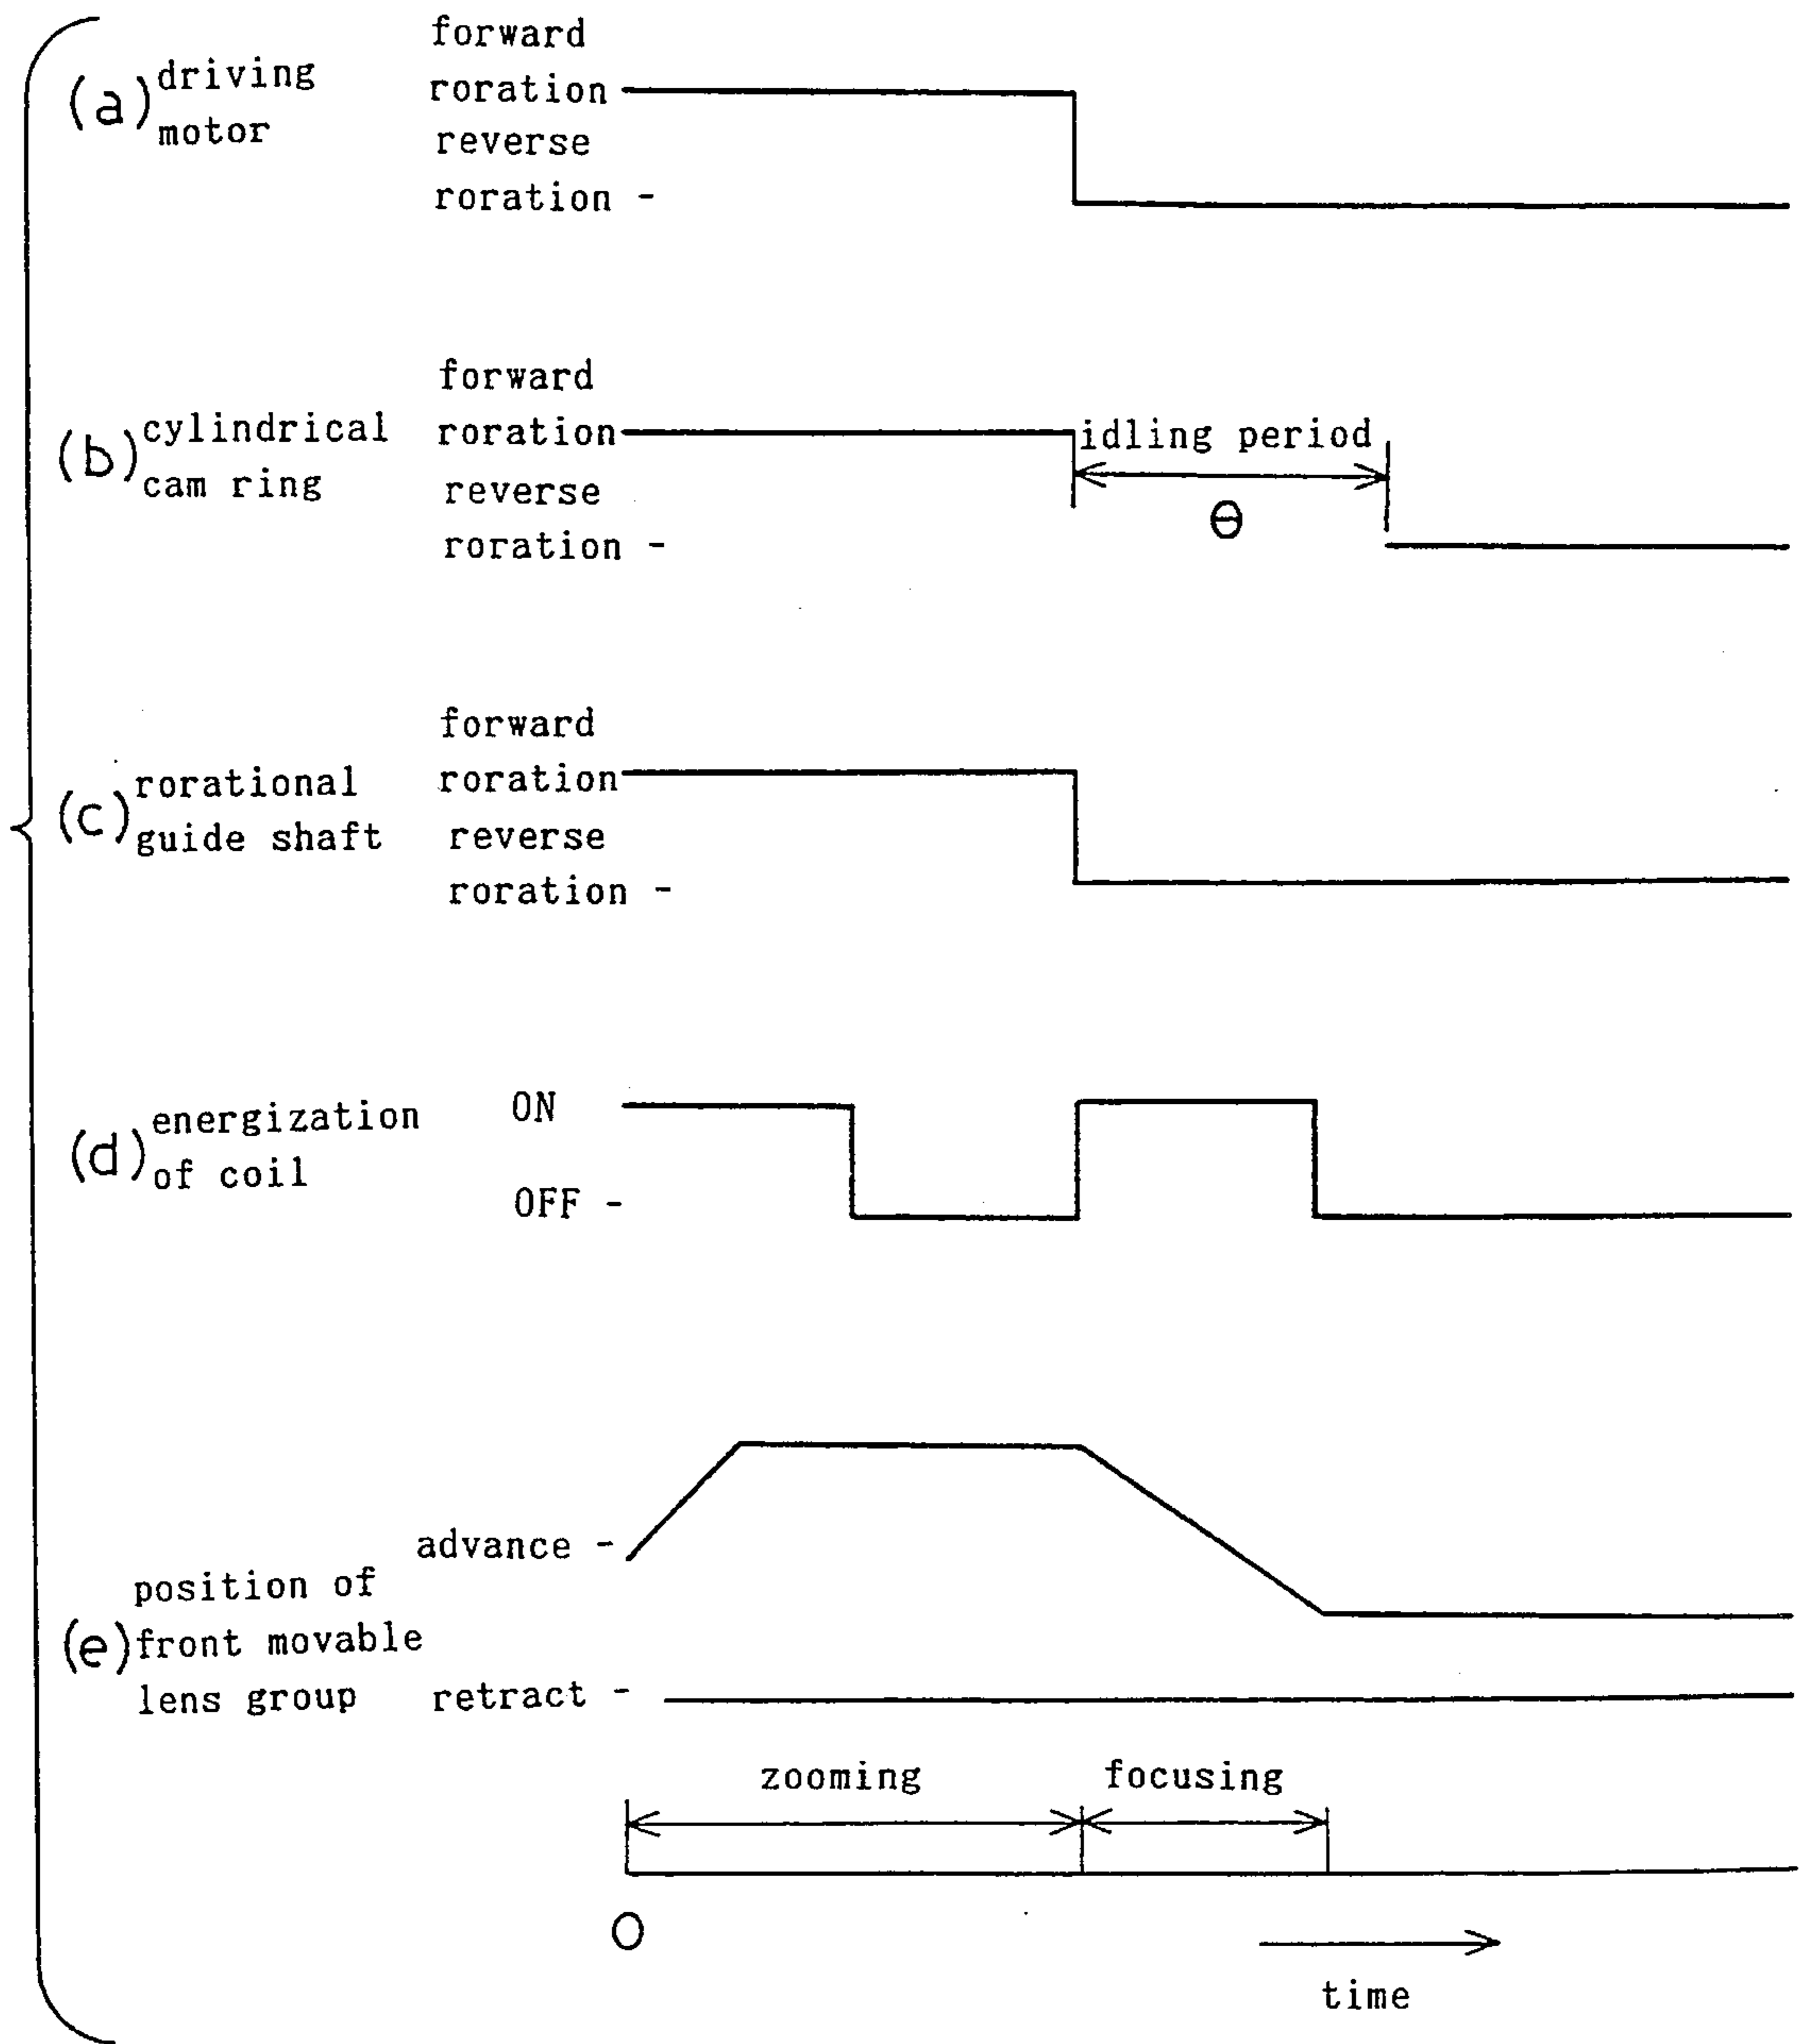 forward
(a) driving
motor
roration
reverse
roration -
forward
(b) cylindrical
cam ring
roration
reverse
roration -
idling period
θ
forward
(c) rorational
guide shaft
roration
reverse
roration -
(d) energization
of coil
ON
OFF -
advance -
(e) position of
front movable
lens group
retract -
zooming
focusing
0
time